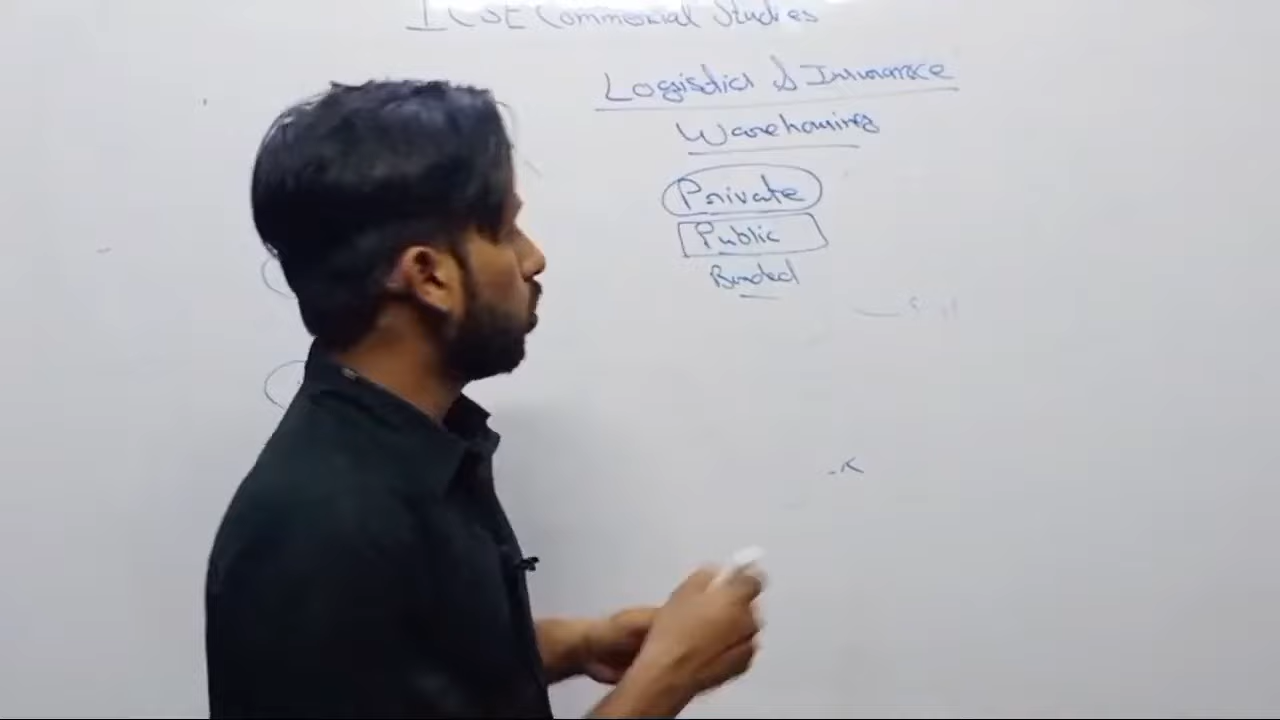 ICSE Commercial Studies
Logistics & Insurance
Warehousing
Private
Public
Bonded